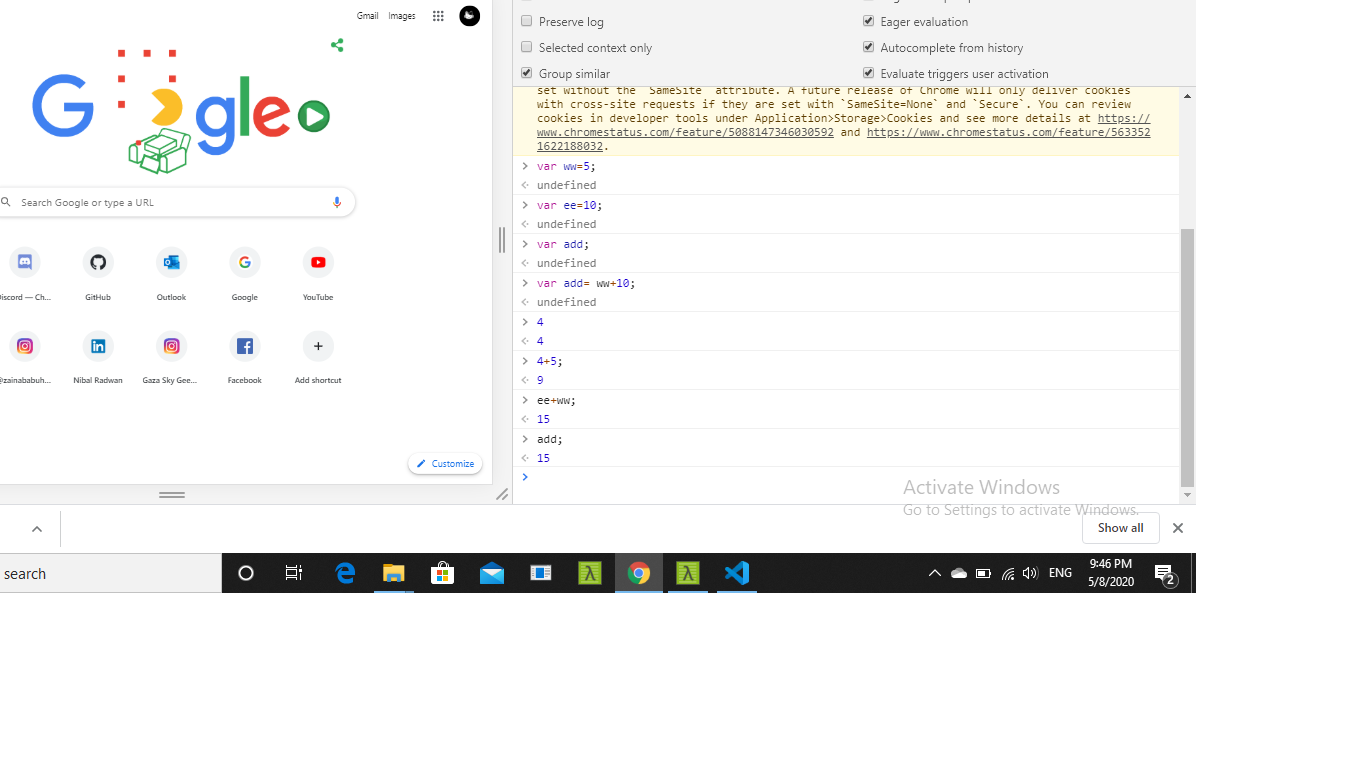 Gmail Images
Google
Search Google or type a URL
Discord — Ch...
GitHub
Outlook
Google
YouTube
@zainababuh...
Nibal Radwan
Gaza Sky Gee...
Facebook
Add shortcut
Customize
Preserve log
Eager evaluation
Selected context only
Autocomplete from history
Group similar
Evaluate triggers user activation
set without the `SameSite` attribute. A future release of Chrome will only deliver cookies
with cross-site requests if they are set with `SameSite=None` and `Secure`. You can review
cookies in developer tools under Application>Storage>Cookies and see more details at https://
www.chromestatus.com/feature/5088147346030592 and https://www.chromestatus.com/feature/563352
1622188032.
var ww=5;
undefined
var ee=10;
undefined
var add;
undefined
var add= ww+10;
undefined
4
4
4+5;
9
ee+ww;
15
add;
15
Activate Windows
Go to Settings to activate Windows.
Show all
search
ENG
9:46 PM
5/8/2020
2